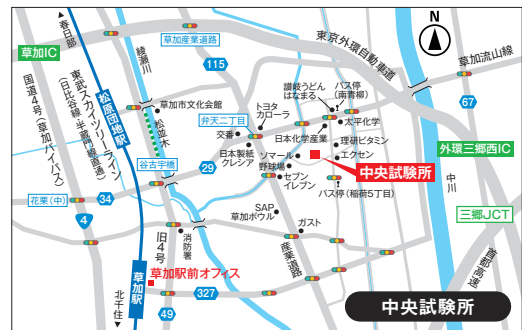 ▲春日部
綾瀬川
草加産業道路
東京外環自動車道
N
草加IC
115
草加流山線
67
国道4号(草加バイパス)
松原団地駅
東武スカイツリーライン
(日比谷線・半蔵門線直通)
松並木
草加市文化会館
弁天二丁目
トヨタ
カローラ
讃岐うどん
はなまる
バス停
(南青柳)
犬平化学
日本化学産業
交番
日本製紙
クレシア
理研ビタミン
エクセン
外環三郷西IC
谷古宇橋
29
ソマール
野球場
セブン
イレブン
中央試験所
バス停(稲荷5丁目)
中川
花栗(中)
34
4
SAP
草加ボウル
ガスト
三郷JCT
旧4号
消防署
産業道路
首都高速
草加駅
草加駅前オフィス
327
49
北千住▼
中央試験所